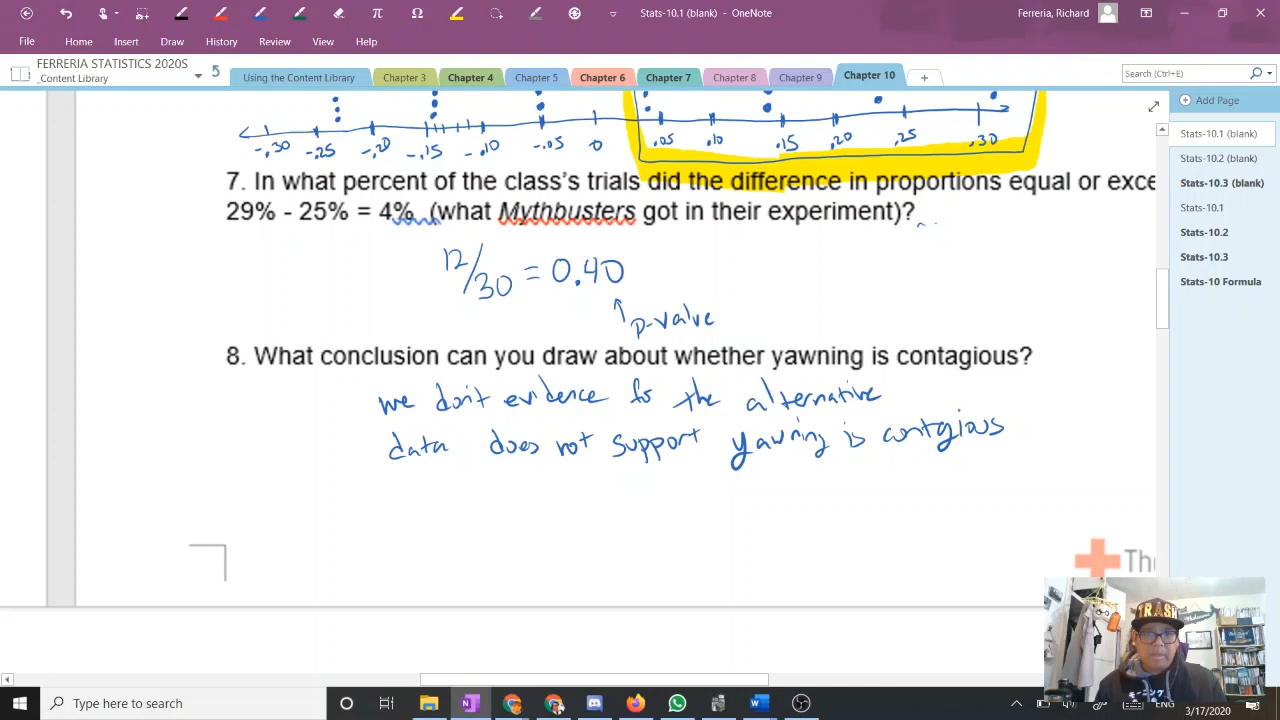 Stats-10.1 (blank) - OneNote
Ferreria, Richard
File Home Insert Draw History Review View Help
FERRERIA STATISTICS 2020S
_Content Library
Using the Content Library Chapter 3 Chapter 4 Chapter 5 Chapter 6 Chapter 7 Chapter 8 Chapter 9 Chapter 10
Search (Ctrl+E)
Add Page
Stats-10.1 (blank)
Stats-10.2 (blank)
Stats-10.3 (blank)
Stats-10.1
Stats-10.2
Stats-10.3
Stats-10 Formula
-.30 -.25 -.20 -.15 -.10 -.05 0 .05 .10 .15 .20 .25 .30
7. In what percent of the class's trials did the difference in proportions equal or exce
29% - 25% = 4% (what Mythbusters got in their experiment)?
12/30 = 0.40
p-value
8. What conclusion can you draw about whether yawning is contagious?
we don't evidence for the alternative
data does not support yawning is contgious
Th
TRASH
Type here to search
ENG
3/17/2020